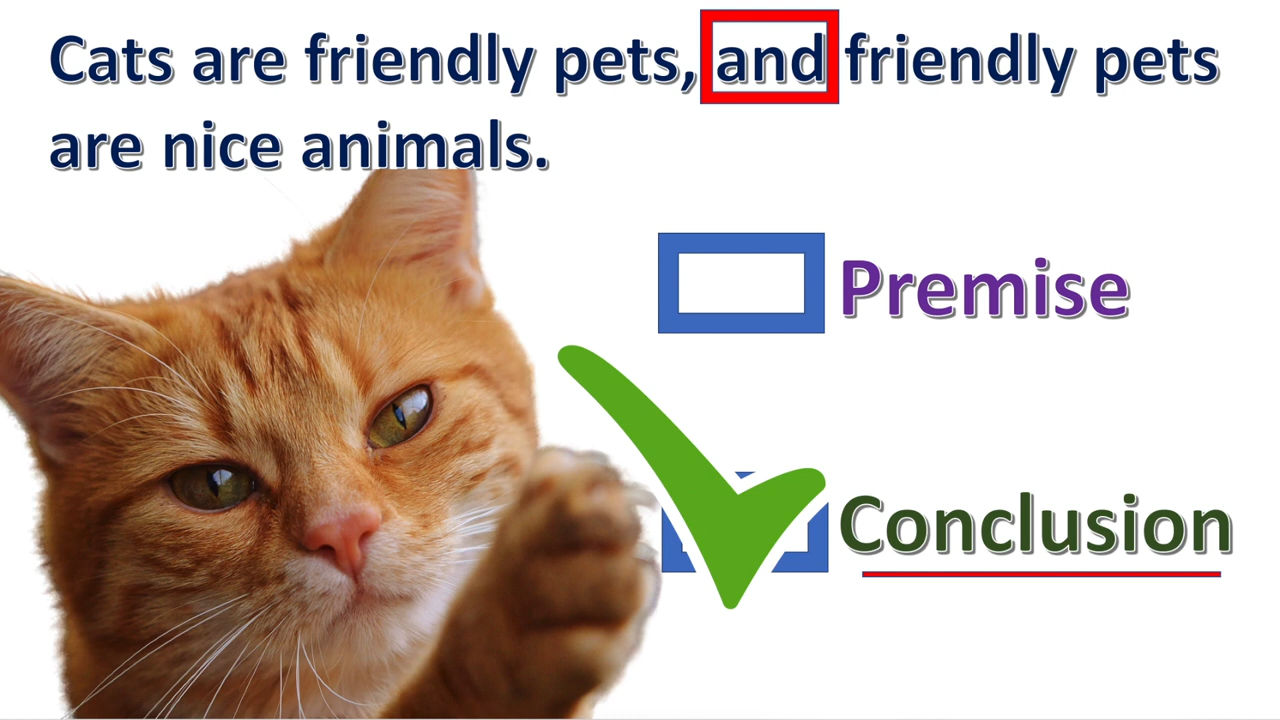 Cats are friendly pets, and friendly pets
are nice animals.
Premise
Conclusion